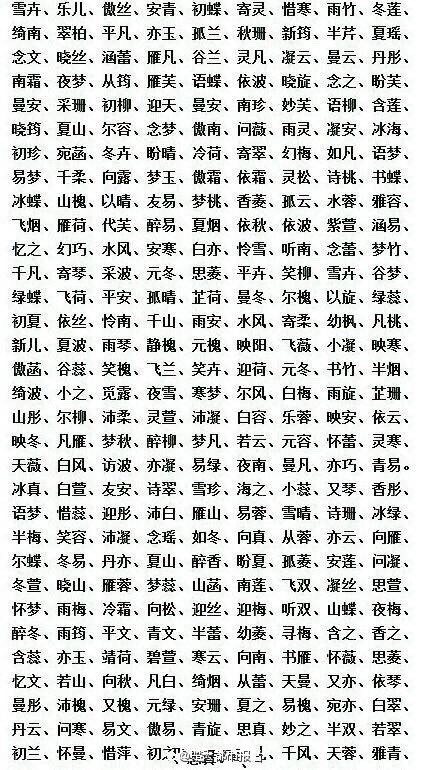 雪卉、乐儿、傲丝、安青、初蝶、寄灵、惜寒、雨竹、冬莲、
绮南、翠柏、平凡、亦玉、孤兰、秋珊、新筠、半芹、夏瑶、
念文、晓丝、涵蕾、雁凡、谷兰、灵凡、凝云、曼云、丹彤、
南霜、夜梦、从筠、雁芙、语蝶、依波、晓旋、念之、盼芙、
曼安、采珊、初柳、迎天、曼安、南珍、妙芙、语柳、含莲、
晓筠、夏山、尔容、念梦、傲南、问薇、雨灵、凝安、冰海、
初珍、宛菡、冬卉、盼晴、冷荷、寄翠、幻梅、如凡、语梦、
易梦、千柔、向露、梦玉、傲霜、依霜、灵松、诗桃、书蝶、
冰蝶、山槐、以晴、友易、梦桃、香菱、孤云、水蓉、雅容、
飞烟、雁荷、代芙、醉易、夏烟、依秋、依波、紫萱、涵易、
忆之、幻巧、水风、安寒、白亦、怜雪、听南、念蕾、梦竹、
千凡、寄琴、采波、元冬、思菱、平卉、笑柳、雪卉、谷梦、
绿蝶、飞荷、平安、孤晴、芷荷、曼冬、尔槐、以旋、绿蕊、
初夏、依丝、怜南、千山、雨安、水风、寄柔、幼枫、凡桃、
新儿、夏波、雨琴、静槐、元槐、映阳、飞薇、小凝、映寒、
傲菡、谷蕊、笑槐、飞兰、笑卉、迎荷、元冬、书竹、半烟、
绮波、小之、觅露、夜雪、寒梦、尔风、白梅、雨旋、芷珊、
山彤、尔柳、沛柔、灵萱、沛凝、白容、乐蓉、映安、依云、
映冬、凡雁、梦秋、醉柳、梦凡、若云、元容、怀蕾、灵寒、
天薇、白风、访波、亦凝、易绿、夜南、曼凡、亦巧、青易。
冰真、白萱、友安、诗翠、雪珍、海之、小蕊、又琴、香彤、
语梦、惜蕊、迎彤、沛白、雁山、易蓉、雪晴、诗珊、冰绿、
半梅、笑容、沛凝、念瑶、如冬、向真、从蓉、亦云、向雁、
尔蝶、冬易、丹亦、夏山、醉香、盼夏、孤菱、安莲、问凝、
冬萱、晓山、雁蓉、梦蕊、山菡、南莲、飞双、凝丝、思萱、
怀梦、雨梅、冷霜、向松、迎丝、迎梅、听双、山蝶、夜梅、
醉冬、雨筠、平文、青文、半蕾、幼菱、寻梅、含之、香之、
含蕊、亦玉、靖荷、碧萱、寒云、向南、书雁、怀薇、思菱、
忆文、若山、向秋、凡白、绮烟、从蕾、天曼、又亦、依琴、
曼彤、沛槐、又槐、元绿、安珊、夏之、易槐、宛亦、白翠、
丹云、问寒、易文、傲易、青旋、思真、妙之、半双、若翠、
初兰、怀曼、惜萍、初之、千风、天蓉、雅青